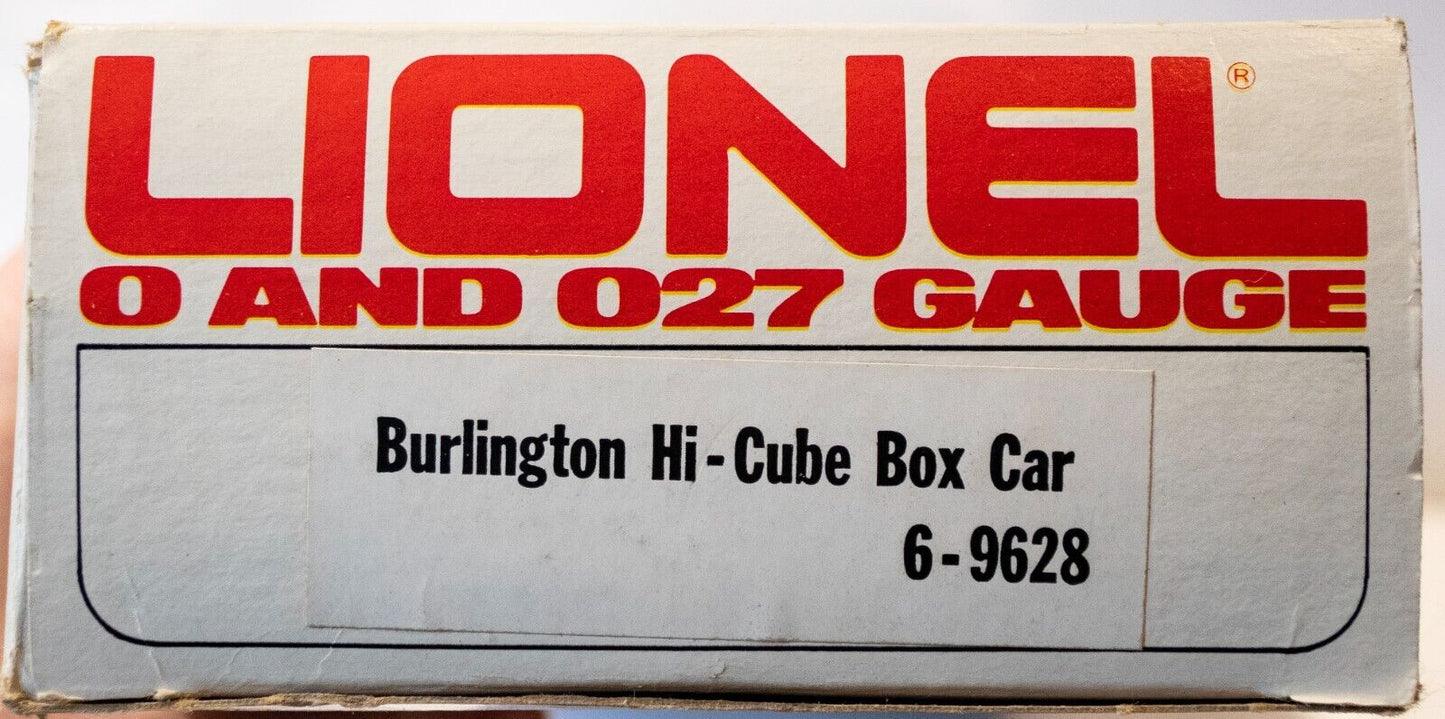 LIONEL®
O AND O27 GAUGE
Burlington Hi-Cube Box Car
6-9628